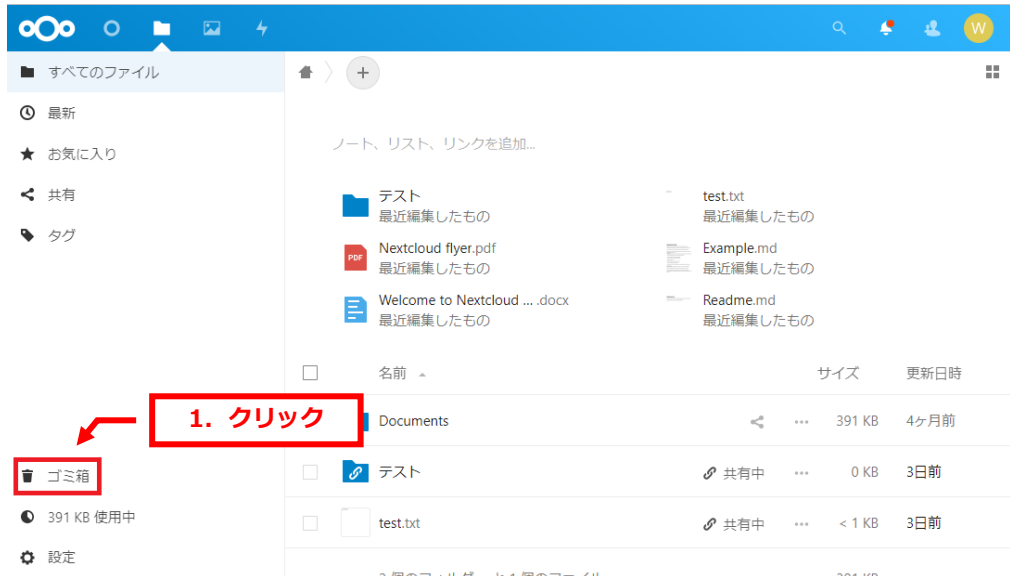 W
すべてのファイル
最新
お気に入り
共有
タグ
ノート、リスト、リンクを追加...
テスト
最近編集したもの
test.txt
最近編集したもの
Nextcloud flyer.pdf
最近編集したもの
PDF
Example.md
最近編集したもの
Welcome to Nextcloud ... .docx
最近編集したもの
Readme.md
最近編集したもの
名前 サイズ 更新日時
1. クリック
Documents 391 KB 4ヶ月前
テスト 共有中 0 KB 3日前
test.txt 共有中 < 1 KB 3日前
ゴミ箱
391 KB 使用中
設定